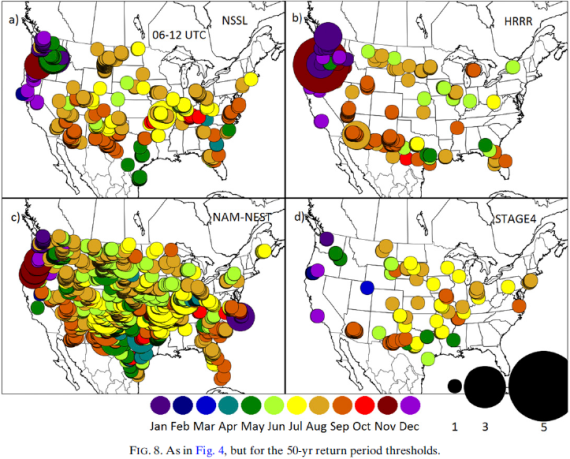 a) NSSL
06-12 UTC
b) HRRR
c) NAM-NEST
d) STAGE4
Jan Feb Mar Apr May Jun Jul Aug Sep Oct Nov Dec
1 3 5
FIG. 8. As in Fig. 4, but for the 50-yr return period thresholds.